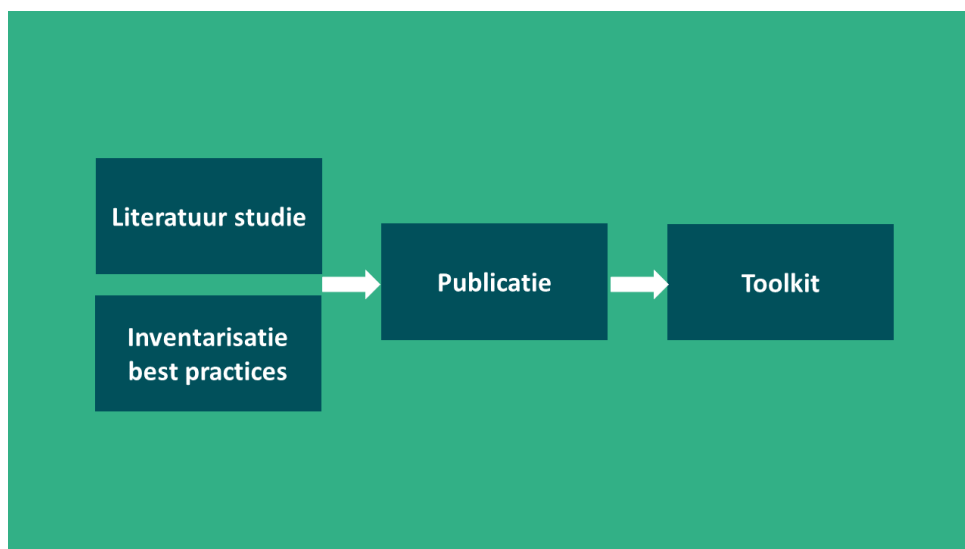 Literatuur studie
Inventarisatie
best practices
Publicatie
Toolkit